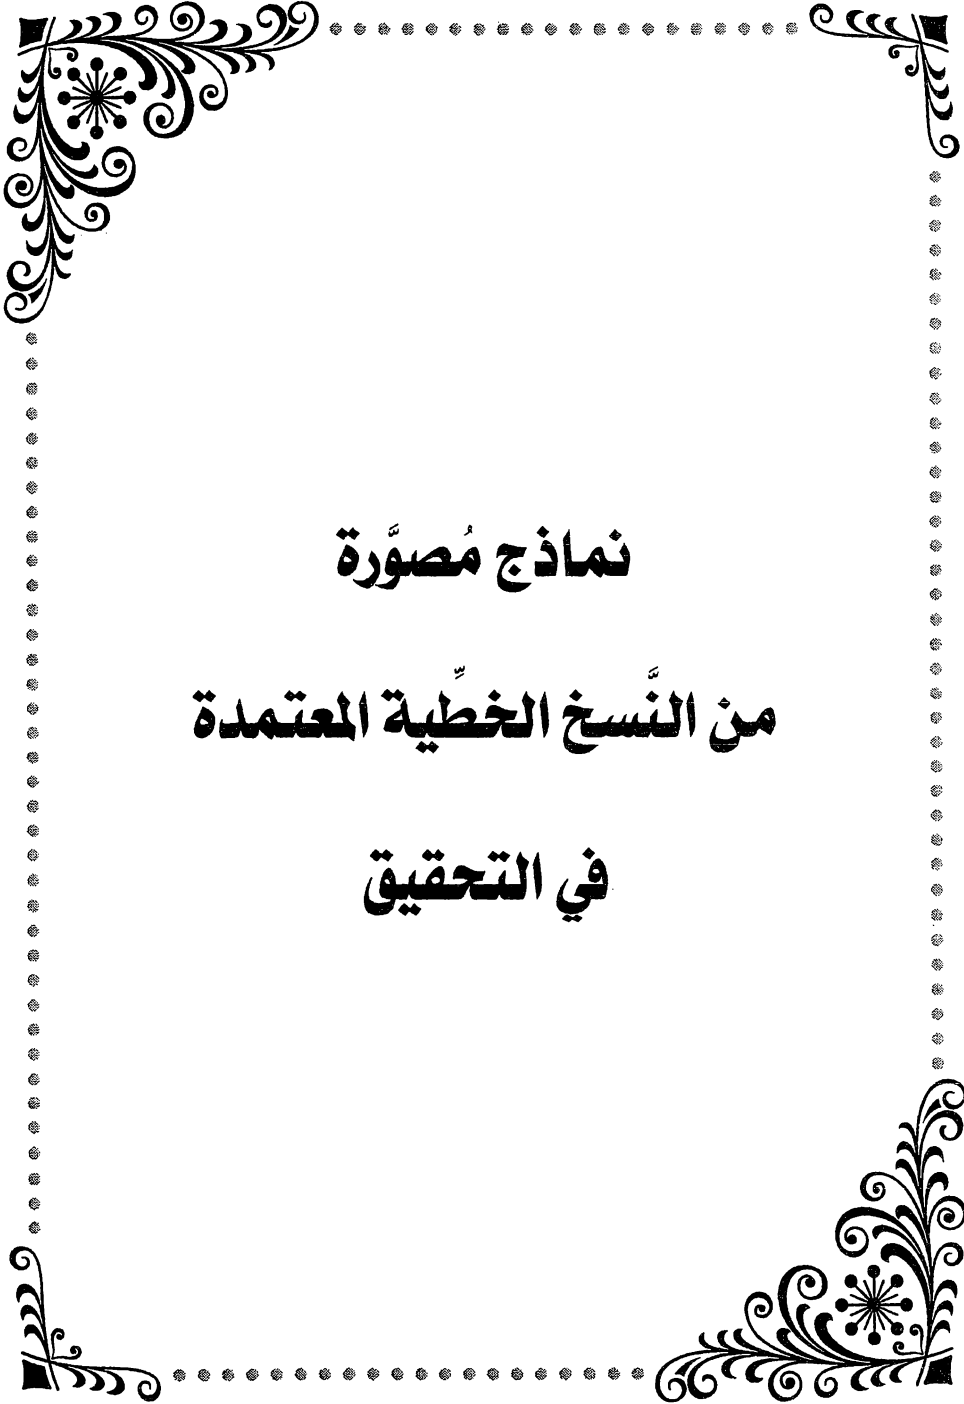 نماذج مُصوَّرة
من النَّسخ الخطِّية المعتمدة
في التحقيق